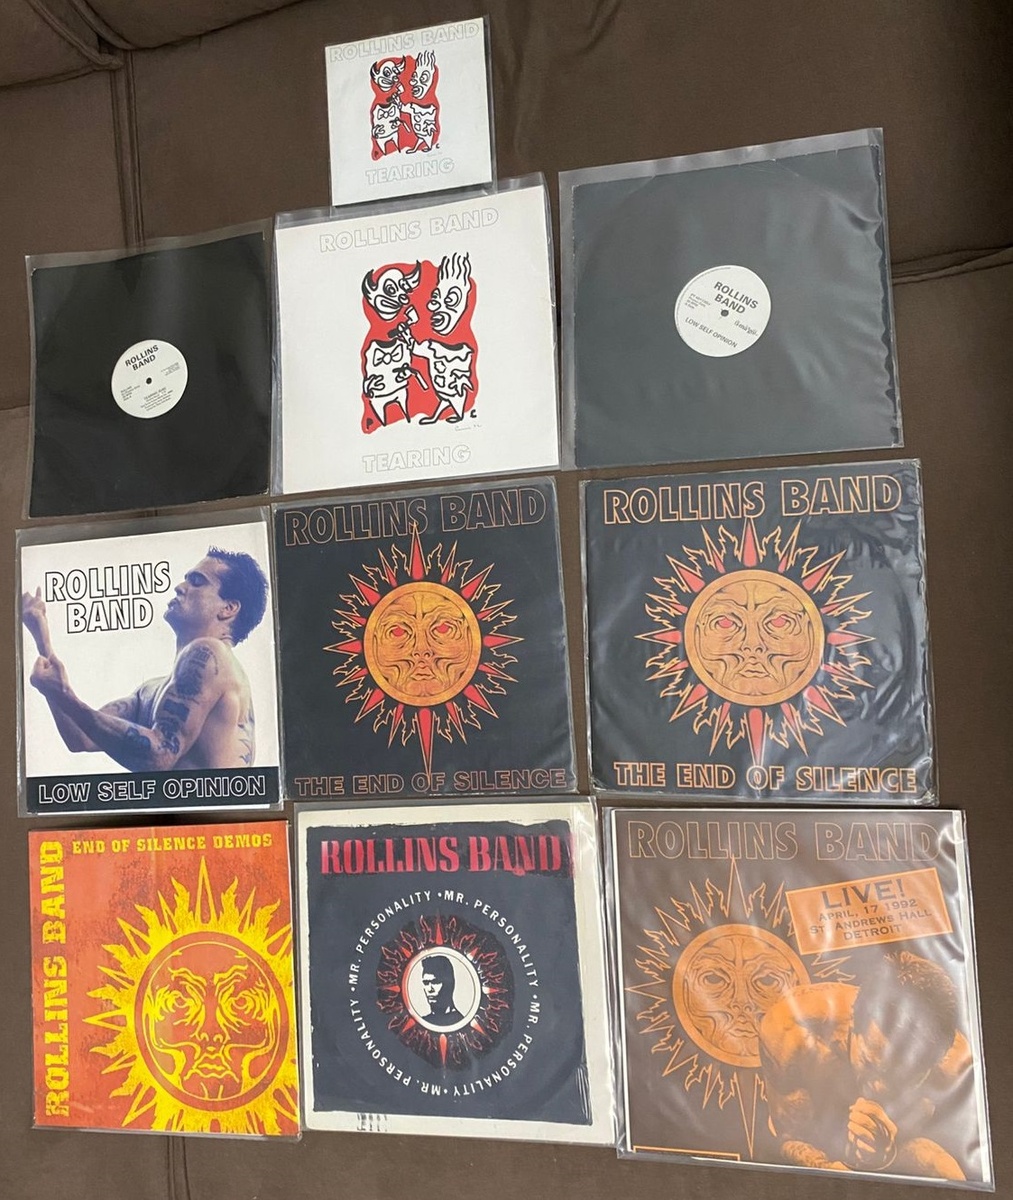 ROLLINS BAND
TEARING
ROLLINS
BAND
ROLLINS BAND
TEARING
ROLLINS
BAND
LOW SELF OPINION
ROLLINS
BAND
LOW SELF OPINION
ROLLINS BAND
THE END OF SILENCE
ROLLINS BAND
THE END OF SILENCE
ROLLINS BAND
END OF SILENCE DEMOS
ROLLINS BAND
MR. PERSONALITY • MR. PERSONALITY • MR. PERSONALITY • MR. PERSONALITY •
ROLLINS BAND
LIVE!
APRIL, 17 1992
ST. ANDREWS HALL
DETROIT